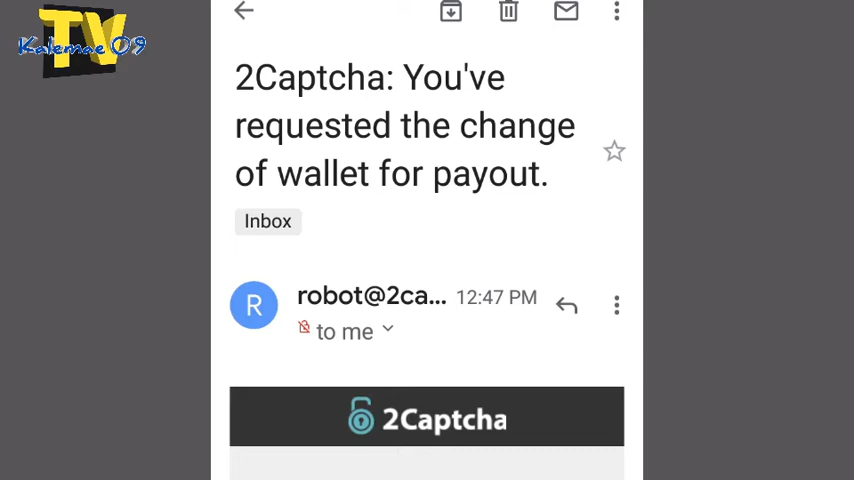 TV
Kalemae 09
2Captcha: You've
requested the change
of wallet for payout.
Inbox
R
robot@2ca... 12:47 PM
to me
2Captcha